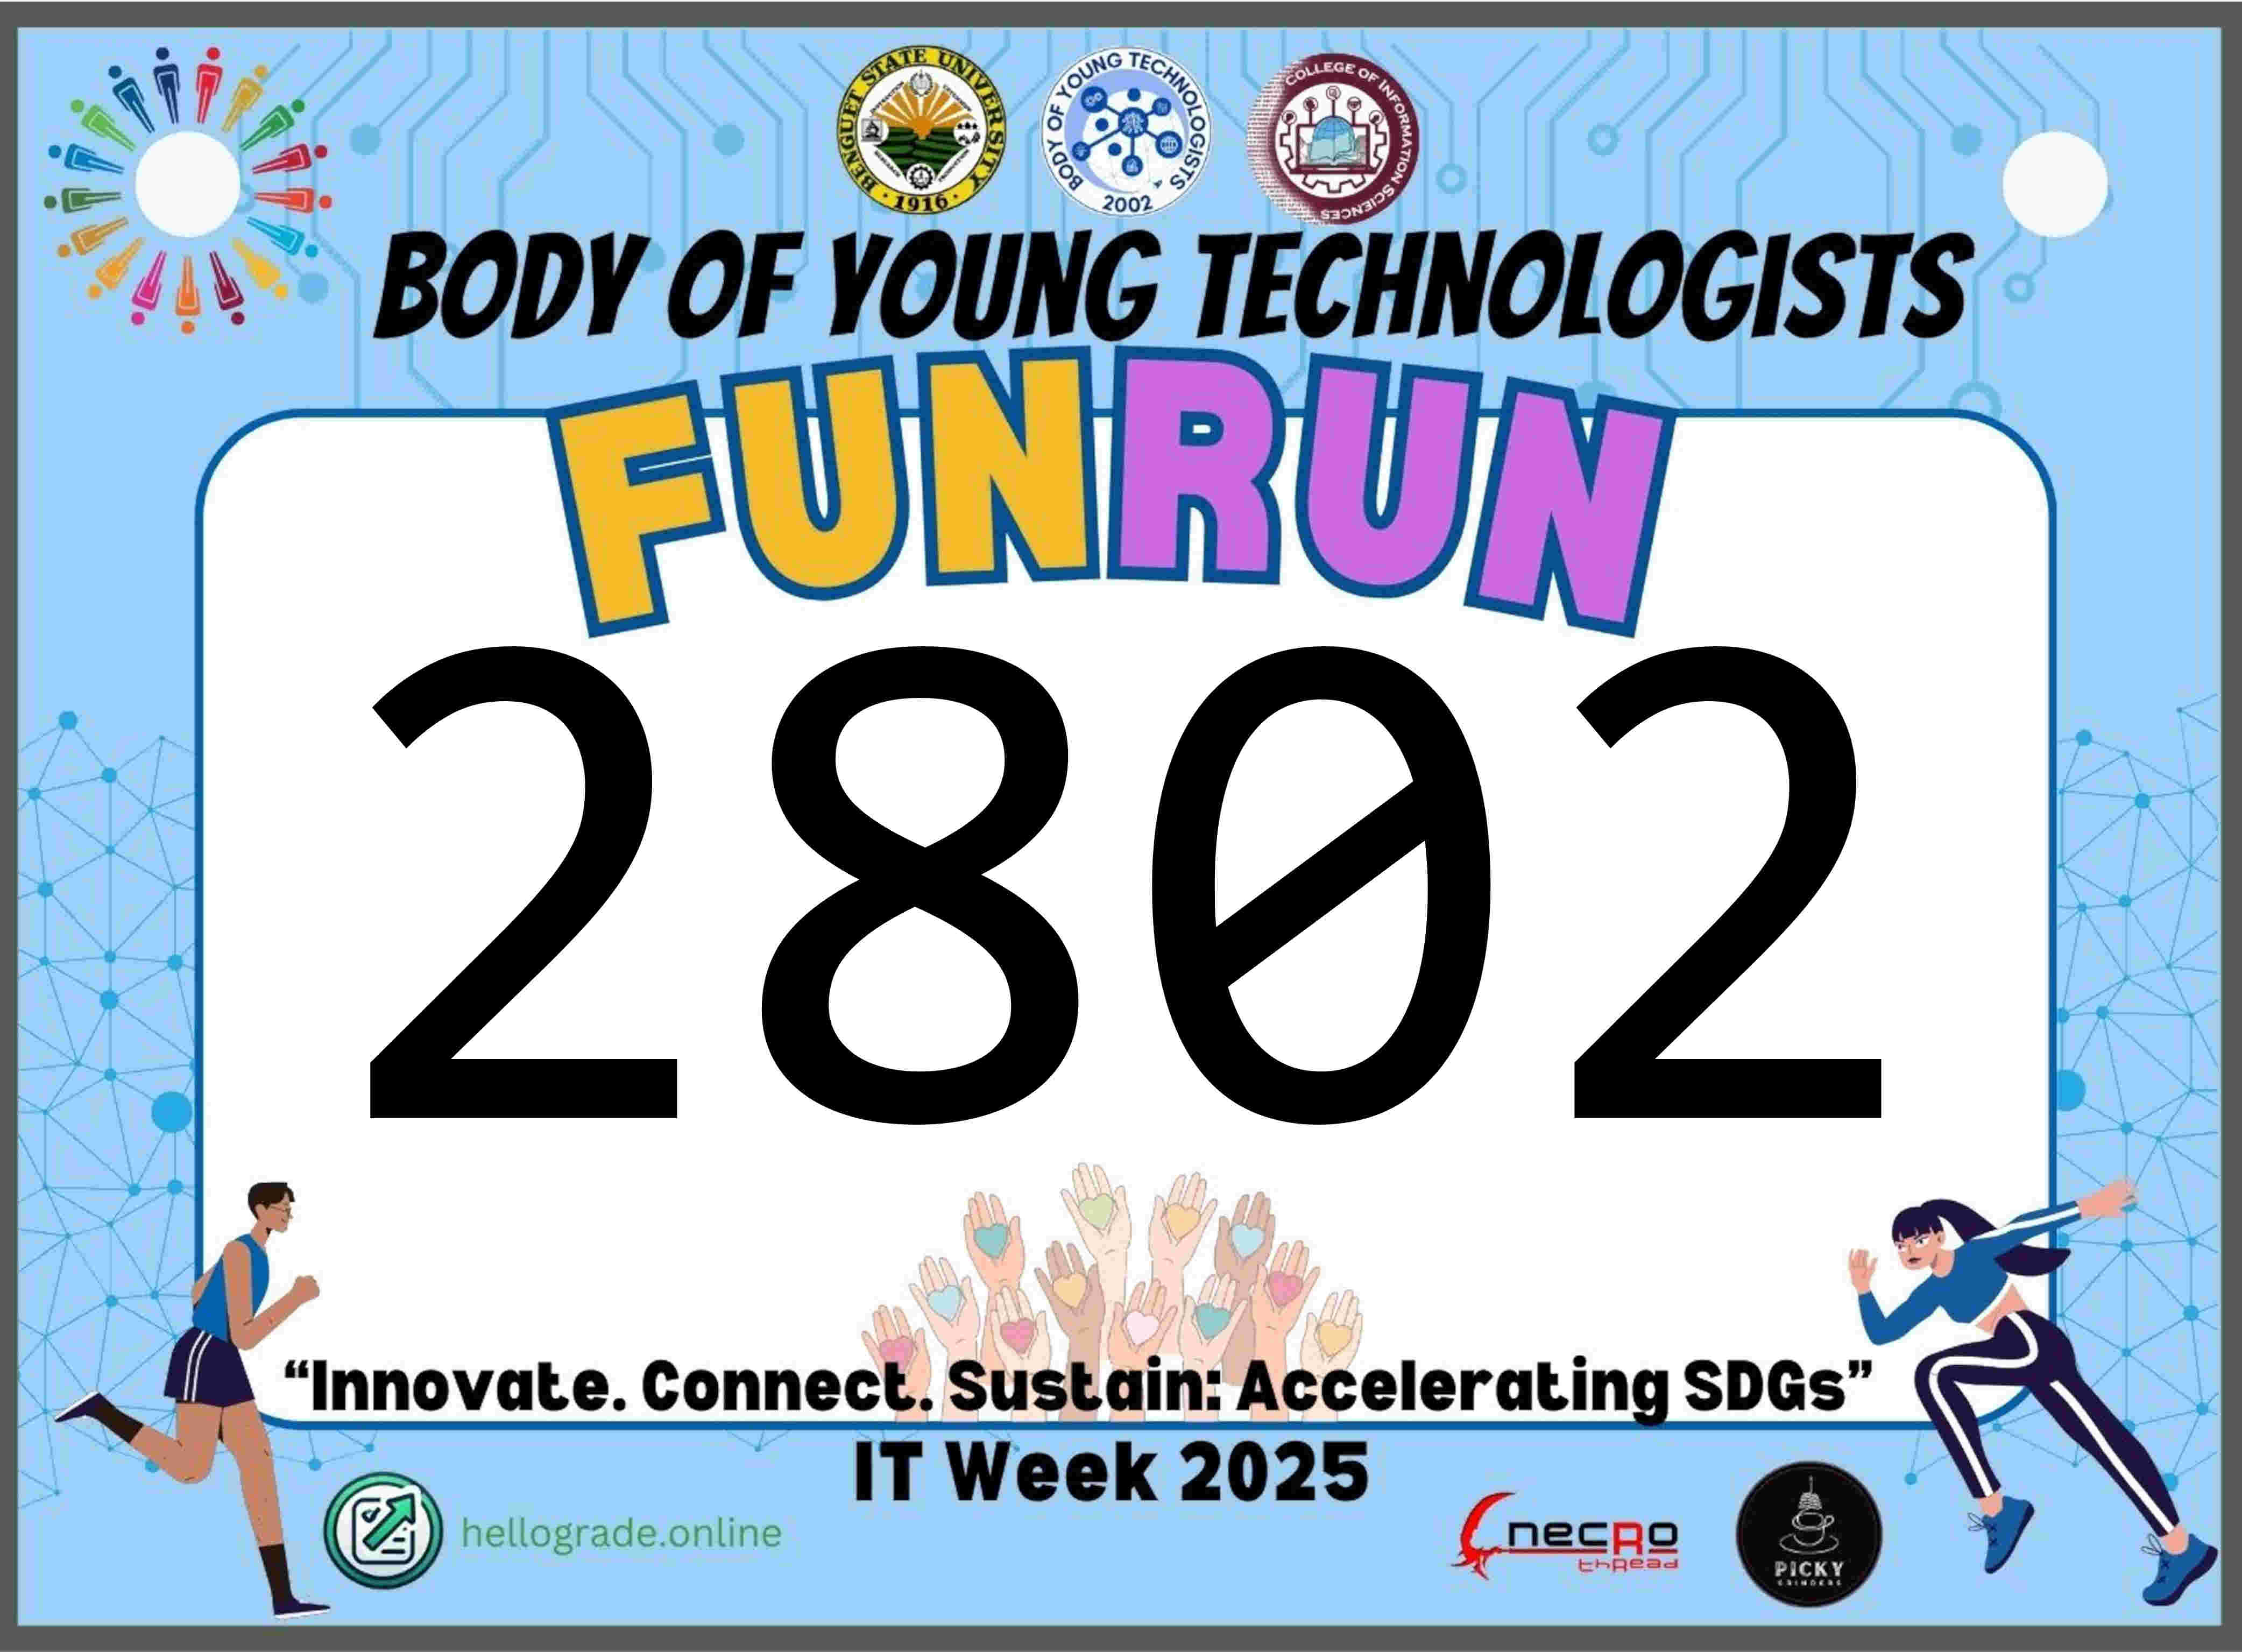 BENGUET STATE UNIVERSITY
1916
BODY OF YOUNG TECHNOLOGISTS
2002
COLLEGE OF INFORMATION SCIENCES
BODY OF YOUNG TECHNOLOGISTS
FUNRUN
2802
“Innovate. Connect. Sustain: Accelerating SDGs”
IT Week 2025
hellograde.online
necRo
thRead
PICKY
GRINDERS